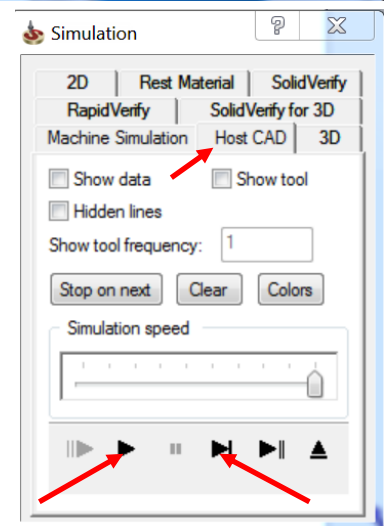 Simulation
2D Rest Material SolidVerify
RapidVerify SolidVerify for 3D
Machine Simulation Host CAD 3D
Show data Show tool
Hidden lines
Show tool frequency: 1
Stop on next Clear Colors
Simulation speed